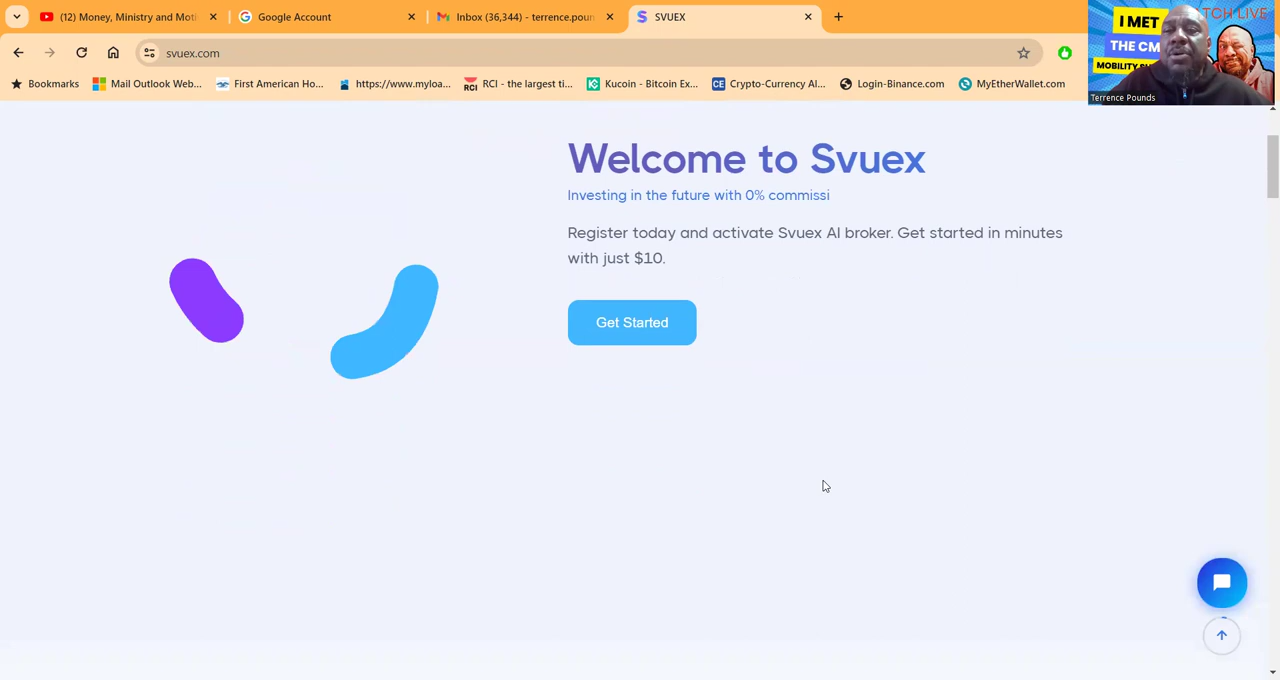 (12) Money, Ministry and Moti
Google Account
Inbox (36,344) - terrence.poun
SVUEX
svuex.com
Bookmarks
Mail Outlook Web...
First American Ho...
https://www.myloa...
RCI
RCI - the largest ti...
Kucoin - Bitcoin Ex...
CE
Crypto-Currency Al...
Login-Binance.com
MyEtherWallet.com
TCH LIVE
I MET
THE CM
MOBILITY
Terrence Pounds
Welcome to Svuex
Investing in the future with 0% commissi
Register today and activate Svuex AI broker. Get started in minutes
with just $10.
Get Started